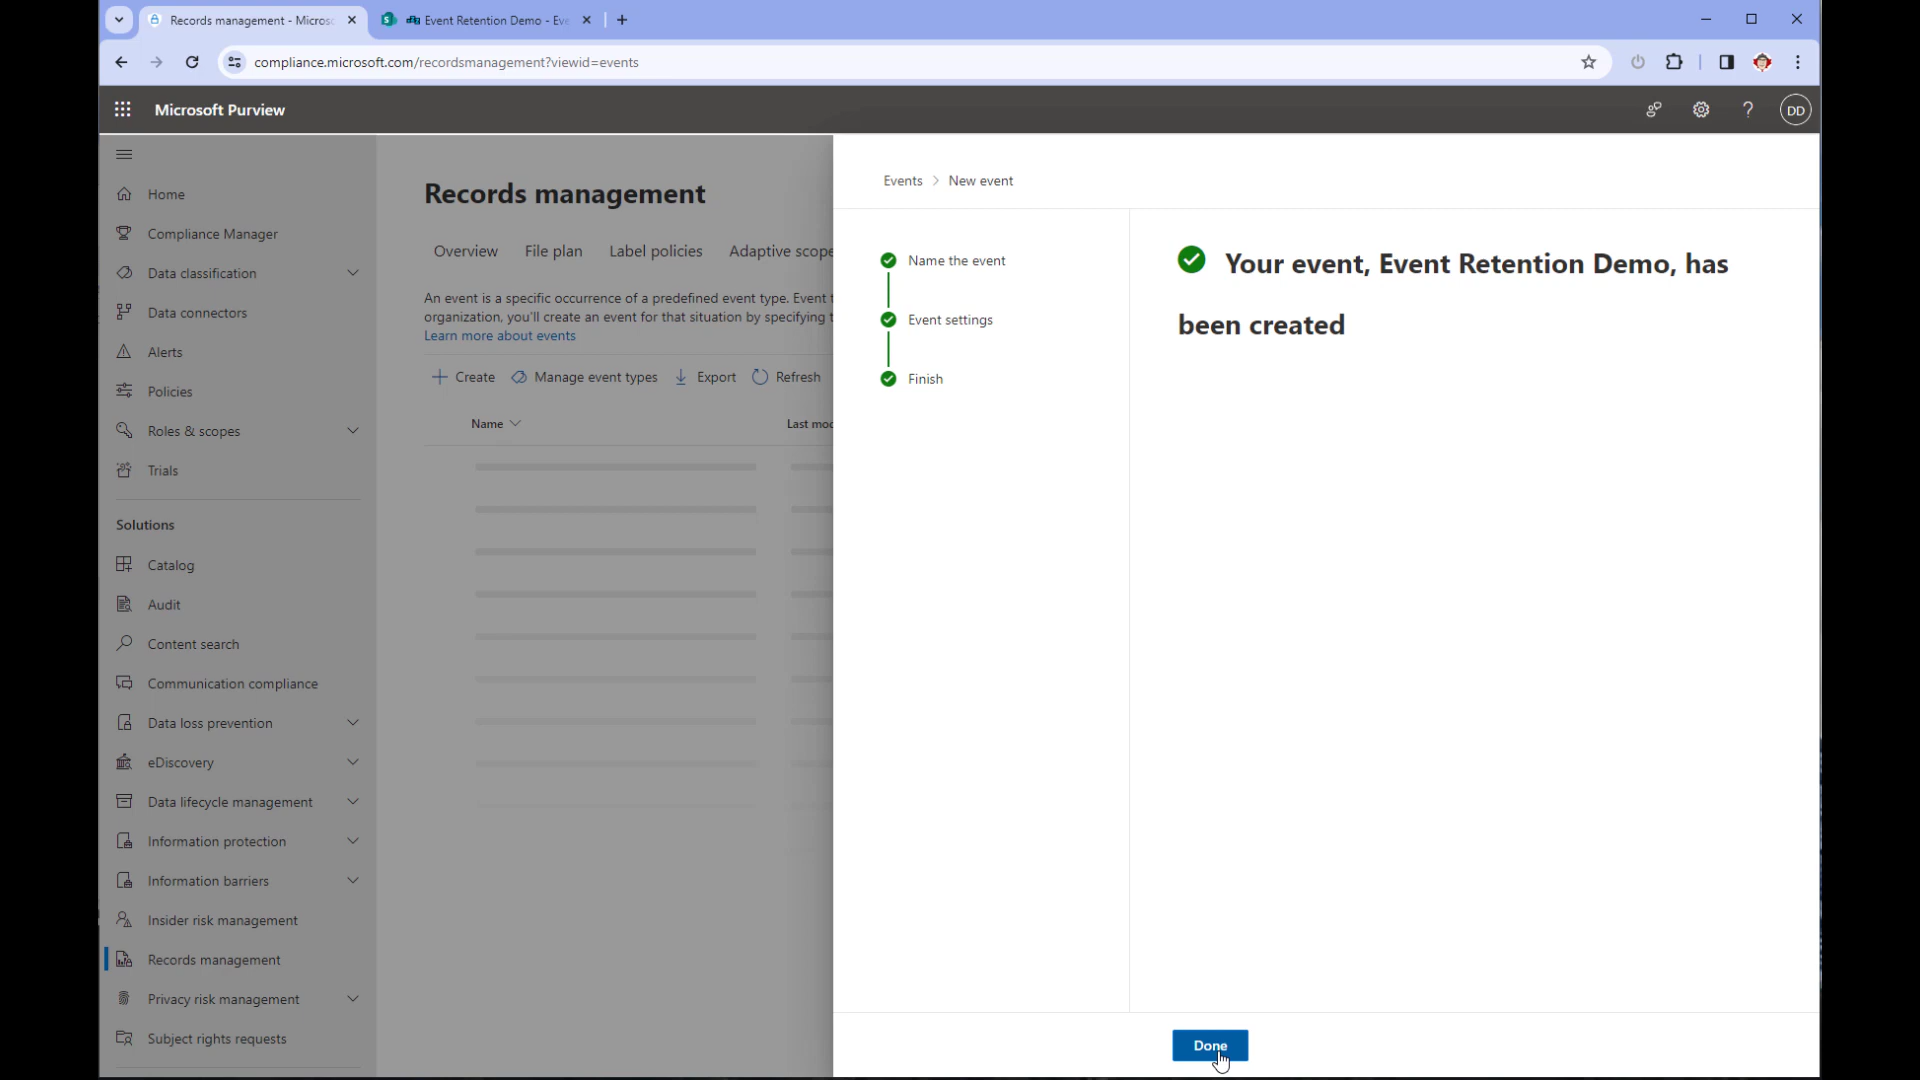 Records management - Microsc
Event Retention Demo - Eve
compliance.microsoft.com/recordsmanagement?viewid=events
Microsoft Purview
?
DD
Home
Compliance Manager
Data classification
Data connectors
Alerts
Policies
Roles & scopes
Trials
Solutions
Catalog
Audit
Content search
Communication compliance
Data loss prevention
eDiscovery
Data lifecycle management
Information protection
Information barriers
Insider risk management
Records management
Privacy risk management
Subject rights requests
Records management
Overview File plan Label policies Adaptive scope
An event is a specific occurrence of a predefined event type. Event t
organization, you'll create an event for that situation by specifying t
Learn more about events
Create Manage event types Export Refresh
Name Last mod
Events > New event
Name the event
Event settings
Finish
Your event, Event Retention Demo, has
been created
Done